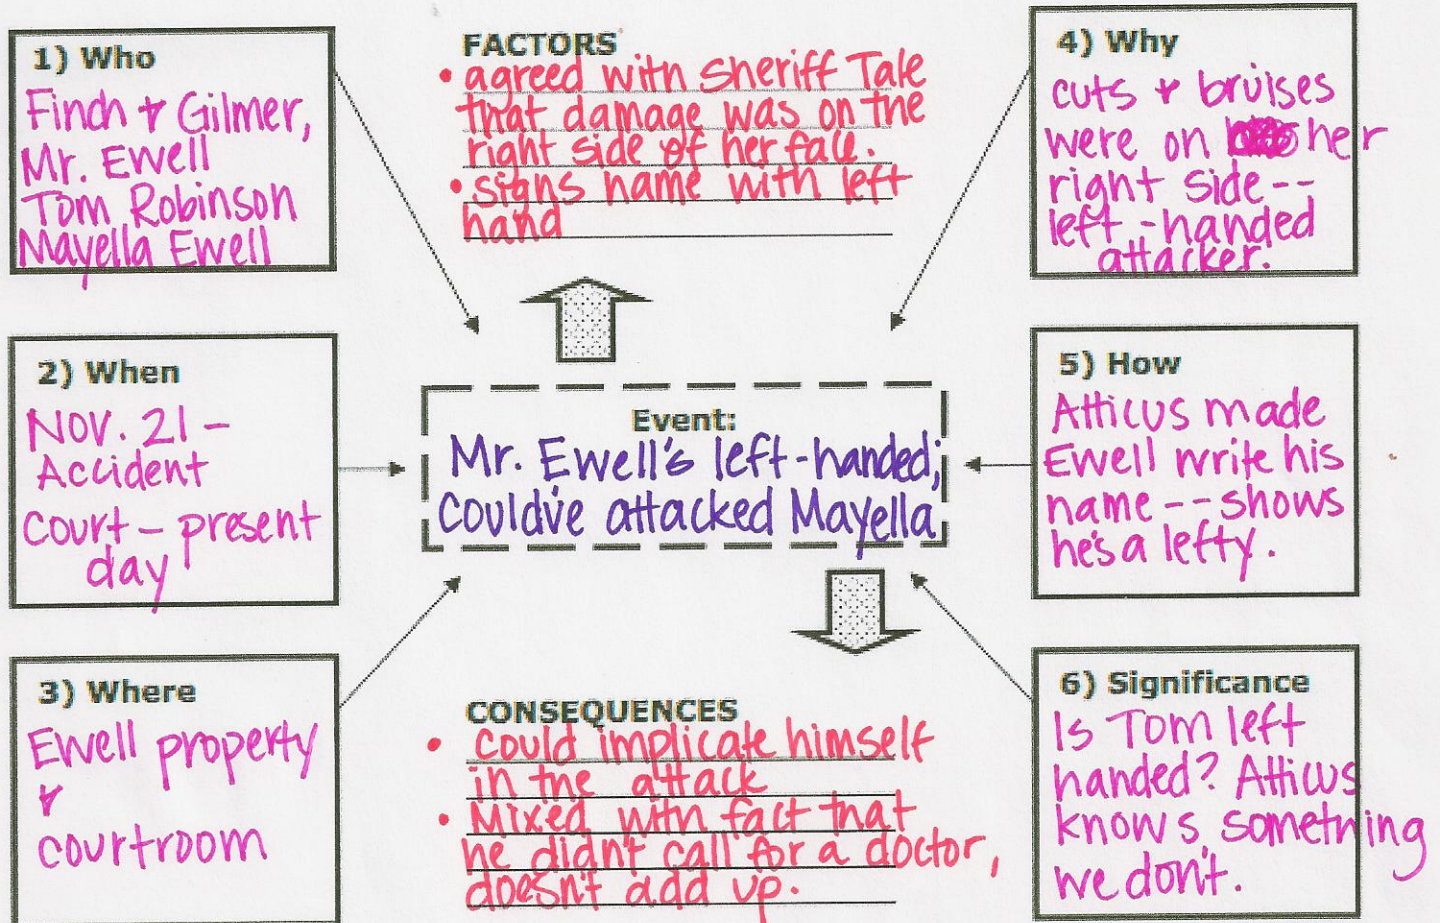 1) Who
Finch & Gilmer,
Mr. Ewell
Tom Robinson
Mayella Ewell
2) When
Nov. 21 -
Accident
Court - present
day
3) Where
Ewell property
&
courtroom
FACTORS
• agreed with Sheriff Tale
that damage was on the
right side of her face.
• signs name with left
hand
Event:
Mr. Ewell's left-handed;
could've attacked Mayella
CONSEQUENCES
• could implicate himself
in the attack
• Mixed with fact that
he didn't call for a doctor,
doesn't add up.
4) Why
cuts & bruises
were on her
right side--
left-handed
attacker.
5) How
Atticus made
Ewell write his
name -- shows
he's a lefty.
6) Significance
Is Tom left
handed? Atticus
knows something
we don't.